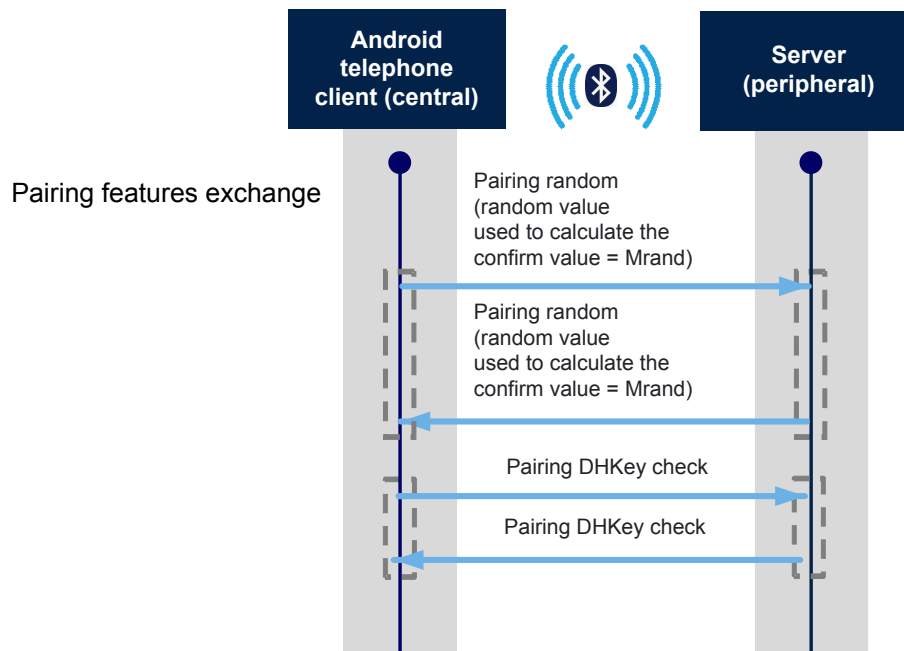 Android
telephone
client (central)
Server
(peripheral)
Pairing features exchange
Pairing random
(random value
used to calculate the
confirm value = Mrand)
Pairing random
(random value
used to calculate the
confirm value = Mrand)
Pairing DHKey check
Pairing DHKey check